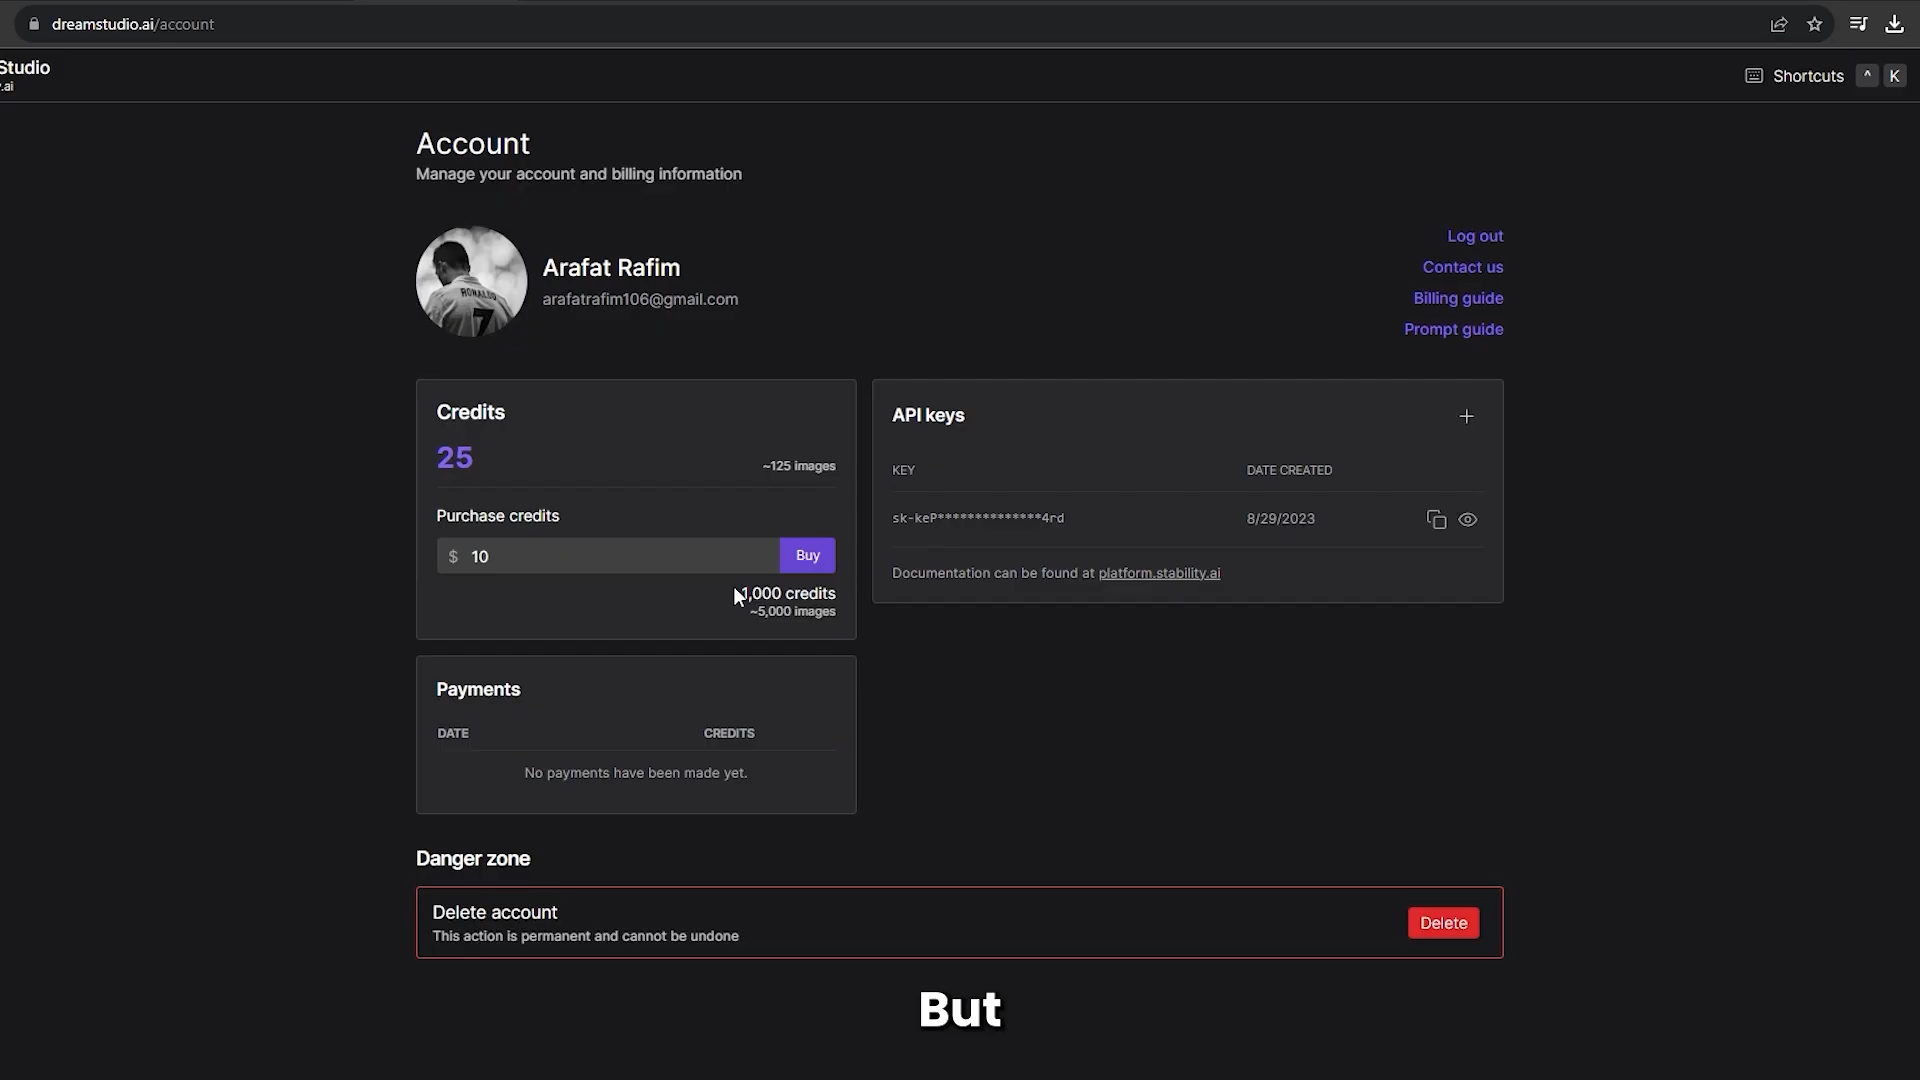 dreamstudio.ai/account
Studio
.ai
Shortcuts ^ K
Account
Manage your account and billing information
RONALDO
7
Arafat Rafim
arafatrafim106@gmail.com
Log out
Contact us
Billing guide
Prompt guide
Credits
25
~125 images
Purchase credits
$ 10
Buy
1,000 credits
~5,000 images
API keys
KEY DATE CREATED
sk-keP**************4rd 8/29/2023
Documentation can be found at platform.stability.ai
Payments
DATE CREDITS
No payments have been made yet.
Danger zone
Delete account
This action is permanent and cannot be undone
Delete
But